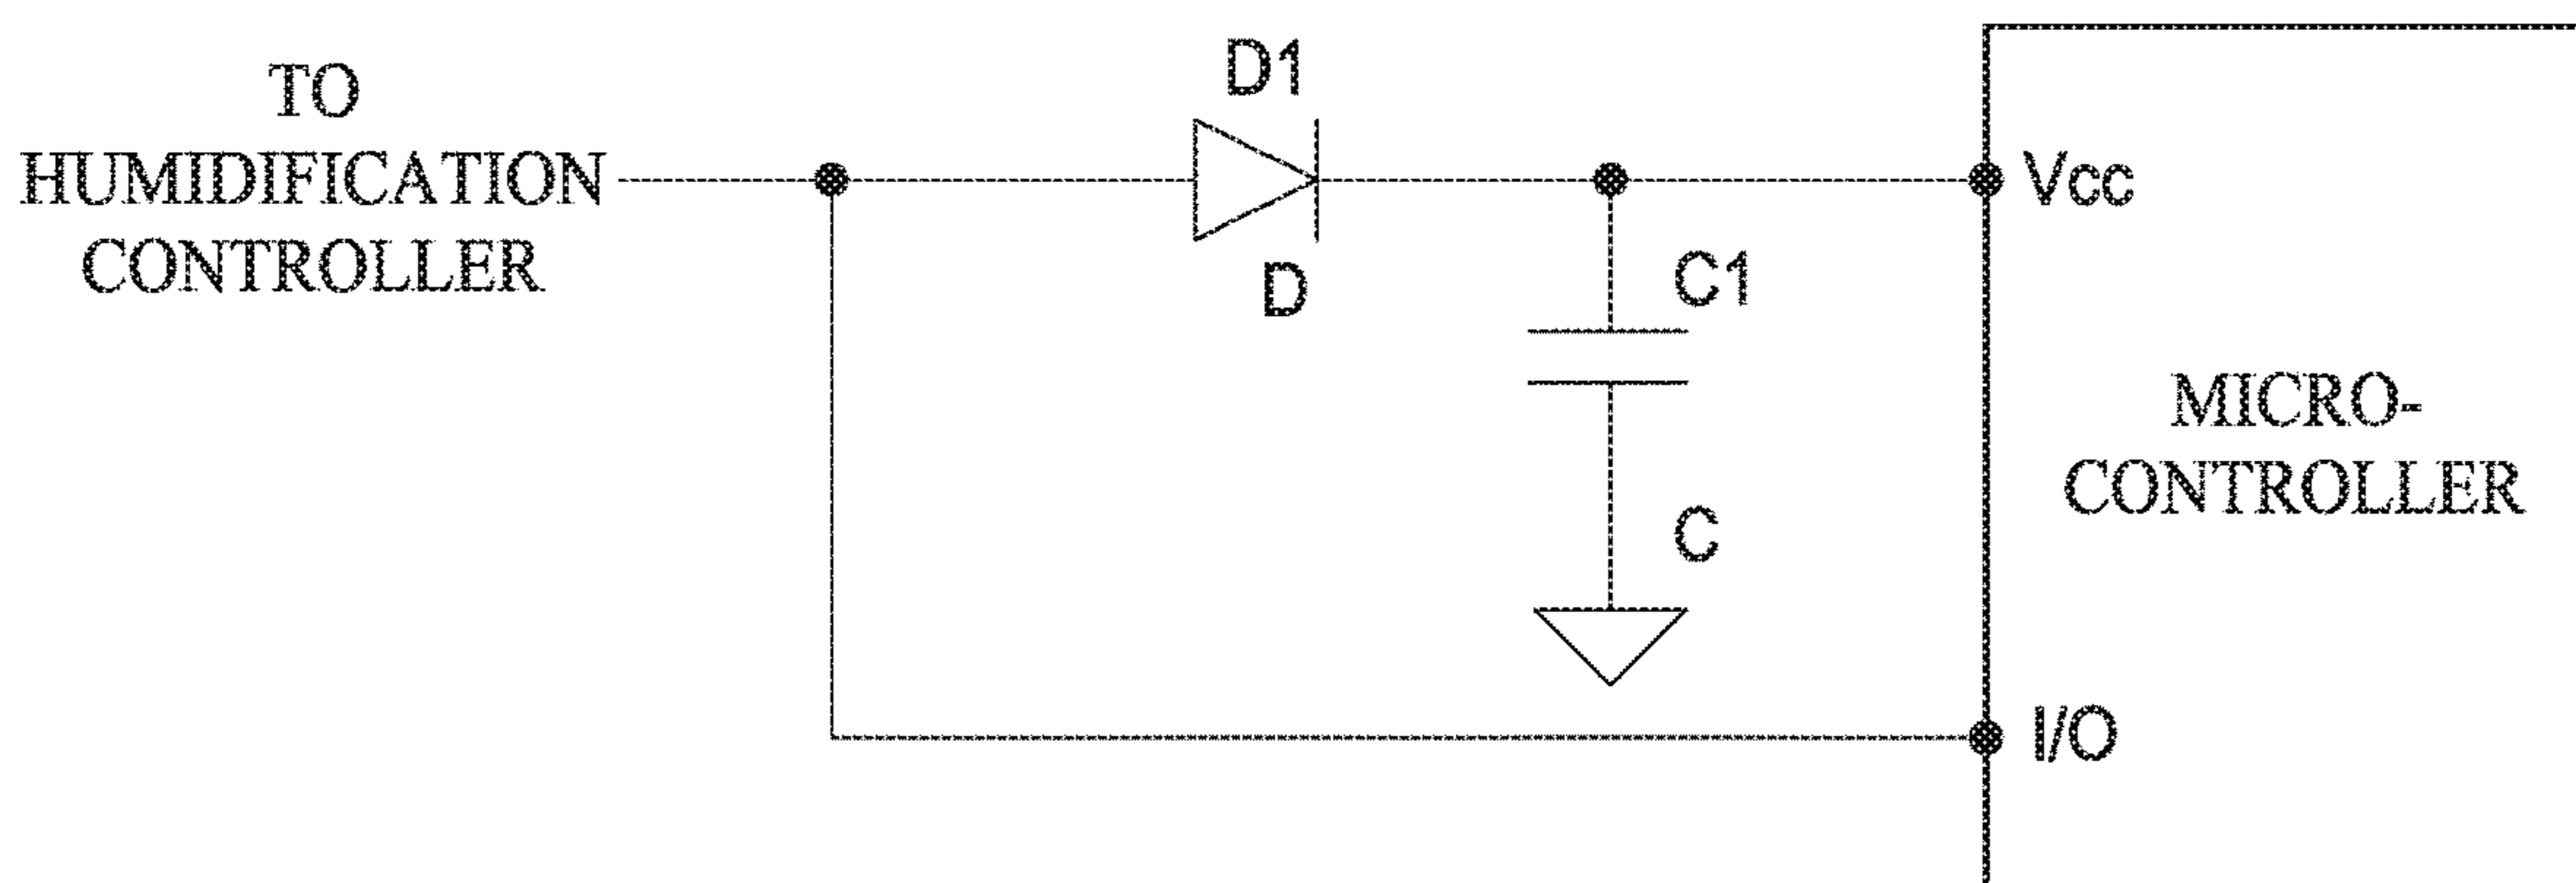 TO
HUMIDIFICATION
CONTROLLER
D1
D
C1
C
Vcc
MICRO-
CONTROLLER
I/O